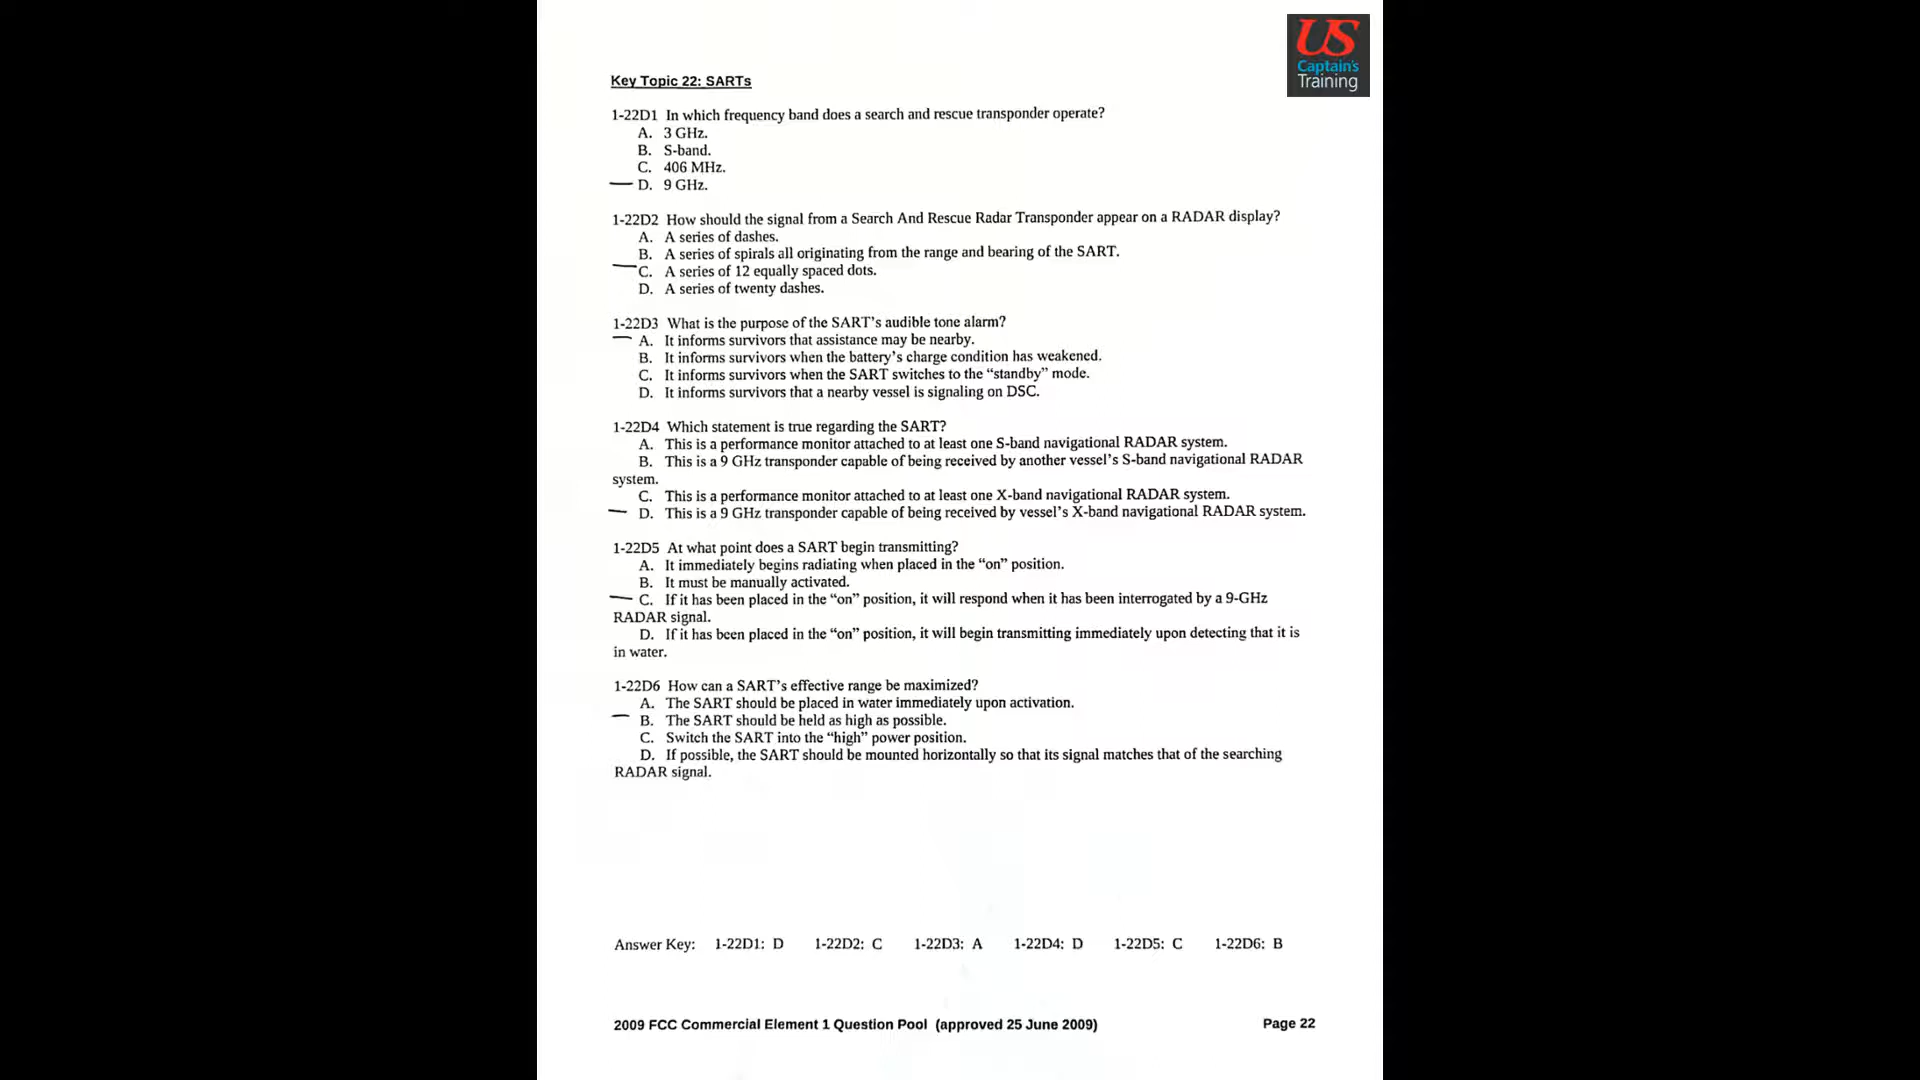 US
Captain's
Training
Key Topic 22: SARTs
1-22D1 In which frequency band does a search and rescue transponder operate?
A. 3 GHz.
B. S-band.
C. 406 MHz.
D. 9 GHz.
1-22D2 How should the signal from a Search And Rescue Radar Transponder appear on a RADAR display?
A. A series of dashes.
B. A series of spirals all originating from the range and bearing of the SART.
C. A series of 12 equally spaced dots.
D. A series of twenty dashes.
1-22D3 What is the purpose of the SART's audible tone alarm?
A. It informs survivors that assistance may be nearby.
B. It informs survivors when the battery's charge condition has weakened.
C. It informs survivors when the SART switches to the “standby” mode.
D. It informs survivors that a nearby vessel is signaling on DSC.
1-22D4 Which statement is true regarding the SART?
A. This is a performance monitor attached to at least one S-band navigational RADAR system.
B. This is a 9 GHz transponder capable of being received by another vessel's S-band navigational RADAR
system.
C. This is a performance monitor attached to at least one X-band navigational RADAR system.
D. This is a 9 GHz transponder capable of being received by vessel's X-band navigational RADAR system.
1-22D5 At what point does a SART begin transmitting?
A. It immediately begins radiating when placed in the “on” position.
B. It must be manually activated.
C. If it has been placed in the “on” position, it will respond when it has been interrogated by a 9-GHz
RADAR signal.
D. If it has been placed in the “on” position, it will begin transmitting immediately upon detecting that it is
in water.
1-22D6 How can a SART's effective range be maximized?
A. The SART should be placed in water immediately upon activation.
B. The SART should be held as high as possible.
C. Switch the SART into the “high” power position.
D. If possible, the SART should be mounted horizontally so that its signal matches that of the searching
RADAR signal.
Answer Key: 1-22D1: D 1-22D2: C 1-22D3: A 1-22D4: D 1-22D5: C 1-22D6: B
2009 FCC Commercial Element 1 Question Pool (approved 25 June 2009) Page 22